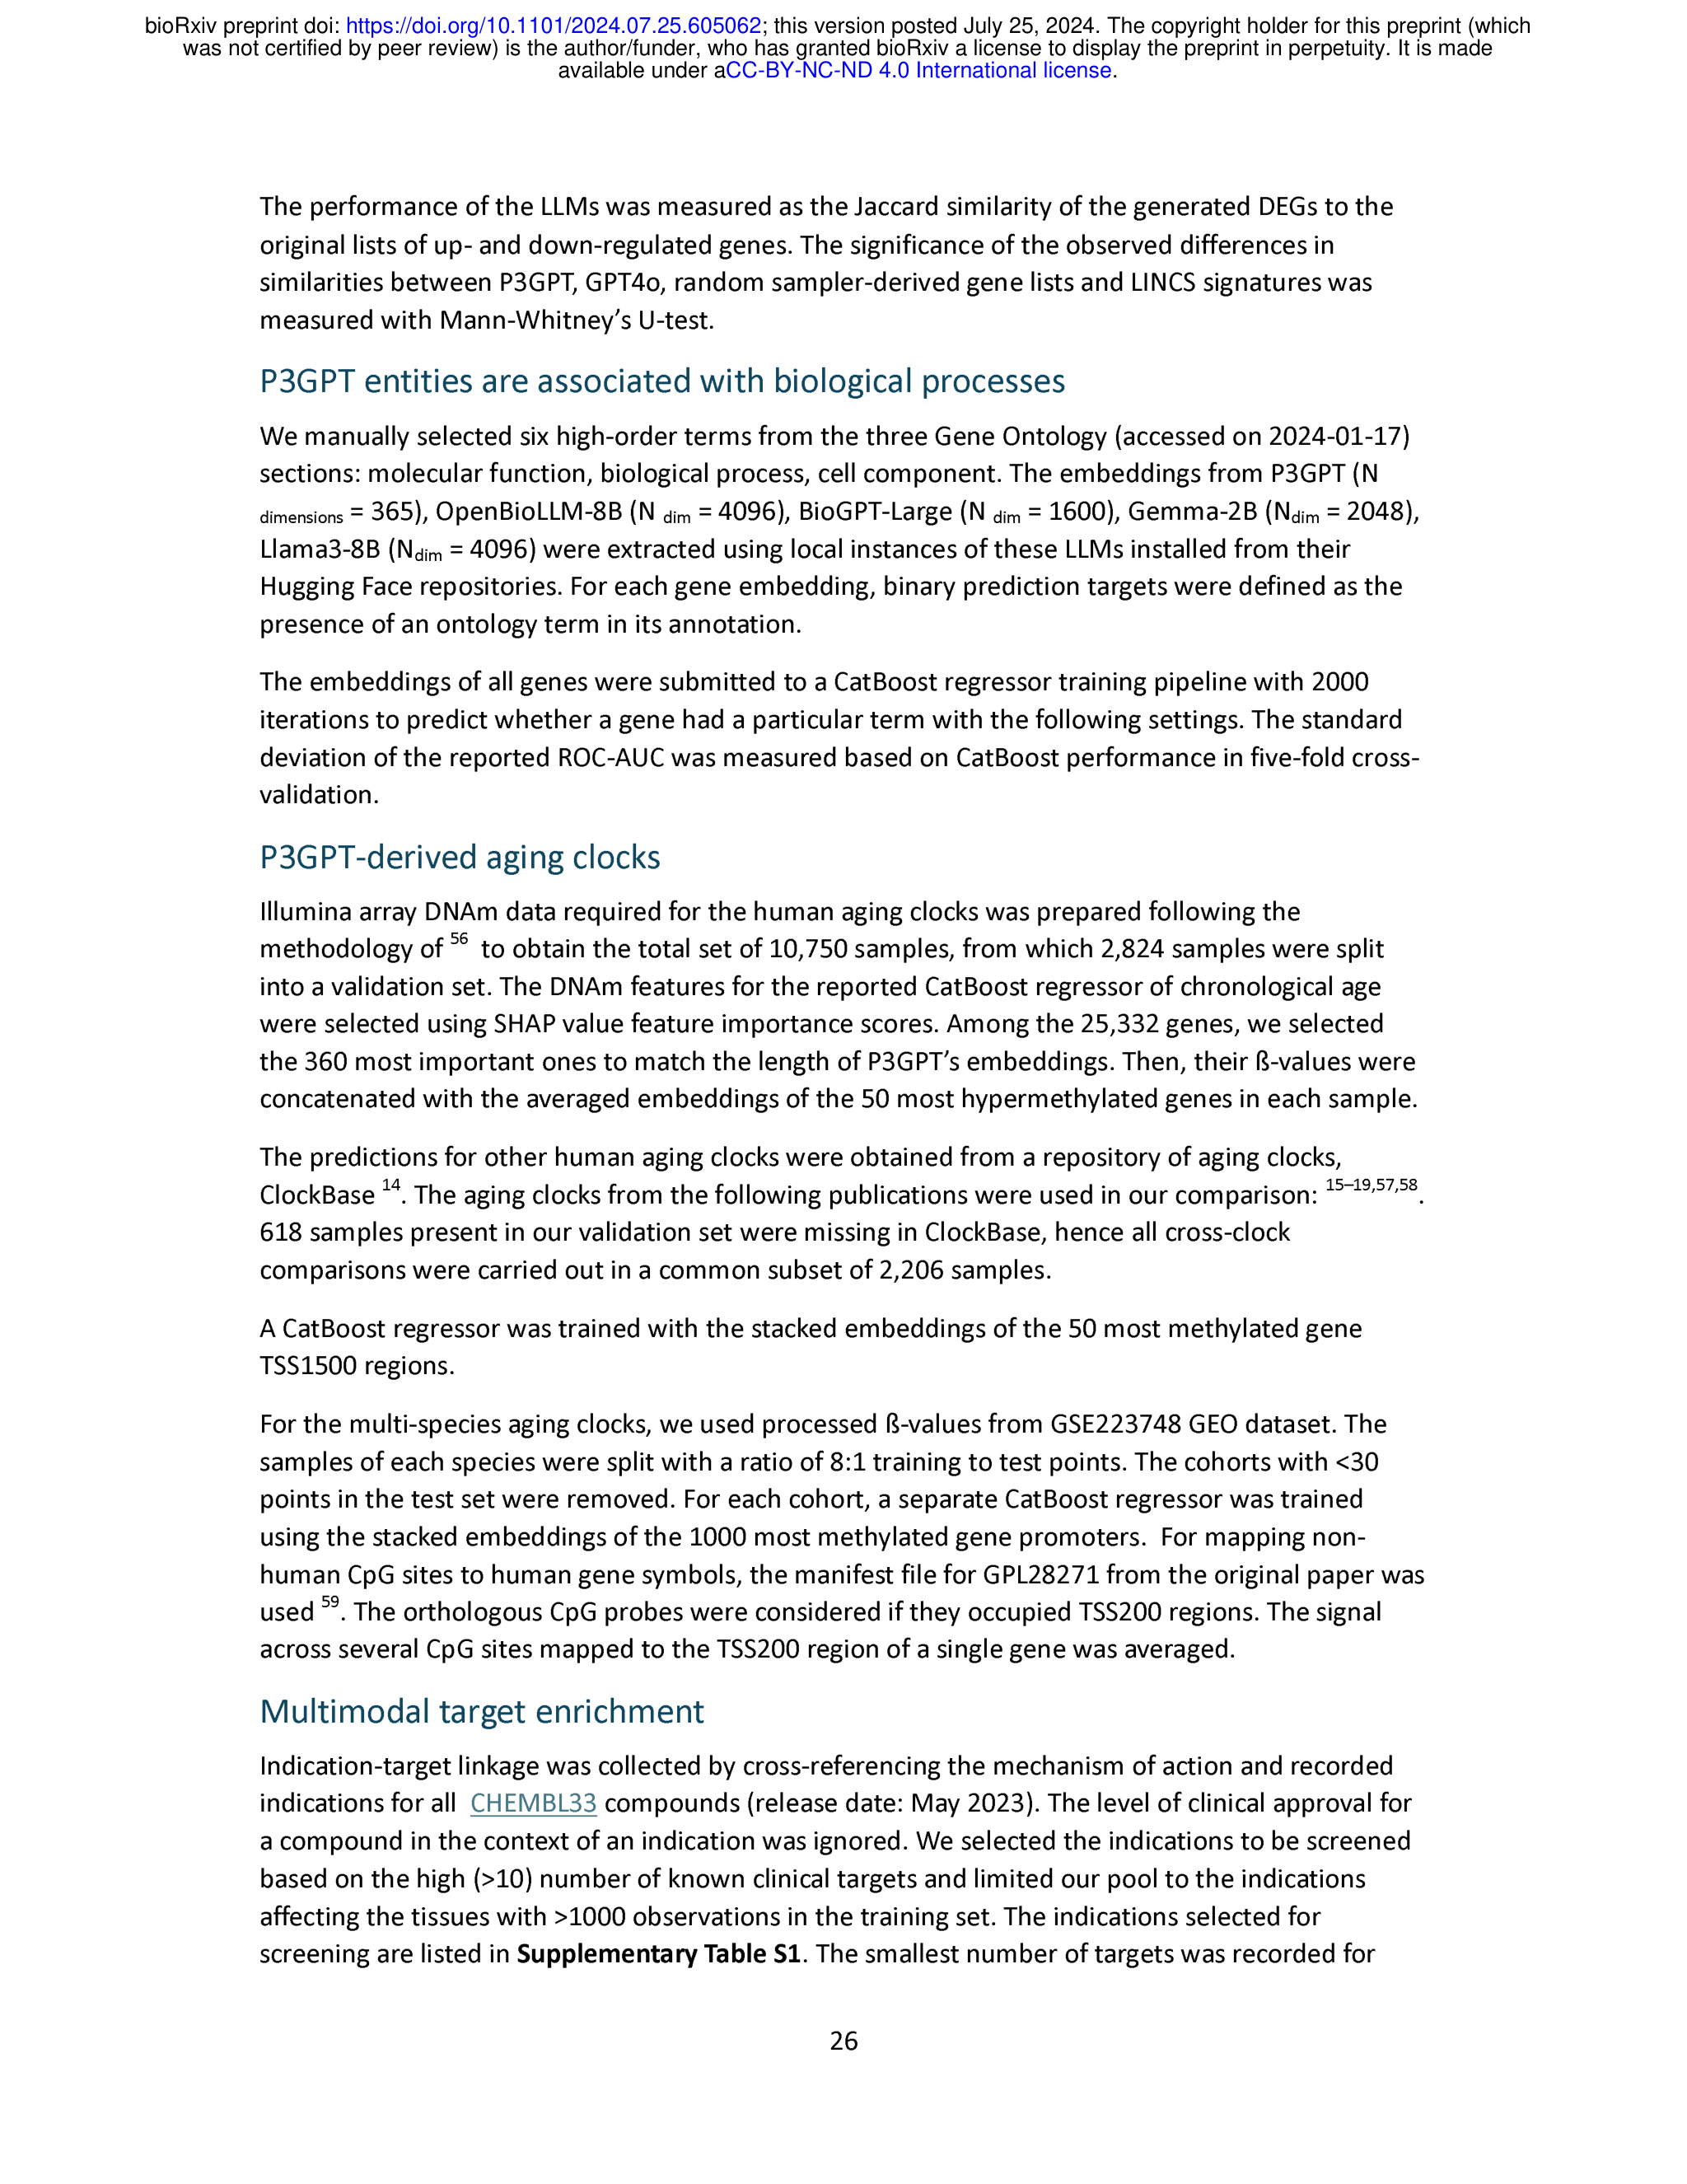 bioRxiv preprint doi: https://doi.org/10.1101/2024.07.25.605062; this version posted July 25, 2024. The copyright holder for this preprint (which
was not certified by peer review) is the author/funder, who has granted bioRxiv a license to display the preprint in perpetuity. It is made
available under aCC-BY-NC-ND 4.0 International license.
The performance of the LLMs was measured as the Jaccard similarity of the generated DEGs to the
original lists of up- and down-regulated genes. The significance of the observed differences in
similarities between P3GPT, GPT4o, random sampler-derived gene lists and LINCS signatures was
measured with Mann-Whitney’s U-test.
P3GPT entities are associated with biological processes
We manually selected six high-order terms from the three Gene Ontology (accessed on 2024-01-17)
sections: molecular function, biological process, cell component. The embeddings from P3GPT (N
dimensions = 365), OpenBioLLM-8B (N dim = 4096), BioGPT-Large (N dim = 1600), Gemma-2B (Ndim = 2048),
Llama3-8B (Ndim = 4096) were extracted using local instances of these LLMs installed from their
Hugging Face repositories. For each gene embedding, binary prediction targets were defined as the
presence of an ontology term in its annotation.
The embeddings of all genes were submitted to a CatBoost regressor training pipeline with 2000
iterations to predict whether a gene had a particular term with the following settings. The standard
deviation of the reported ROC-AUC was measured based on CatBoost performance in five-fold cross-
validation.
P3GPT-derived aging clocks
Illumina array DNAm data required for the human aging clocks was prepared following the
methodology of 56 to obtain the total set of 10,750 samples, from which 2,824 samples were split
into a validation set. The DNAm features for the reported CatBoost regressor of chronological age
were selected using SHAP value feature importance scores. Among the 25,332 genes, we selected
the 360 most important ones to match the length of P3GPT’s embeddings. Then, their ß-values were
concatenated with the averaged embeddings of the 50 most hypermethylated genes in each sample.
The predictions for other human aging clocks were obtained from a repository of aging clocks,
ClockBase 14. The aging clocks from the following publications were used in our comparison: 15–19,57,58.
618 samples present in our validation set were missing in ClockBase, hence all cross-clock
comparisons were carried out in a common subset of 2,206 samples.
A CatBoost regressor was trained with the stacked embeddings of the 50 most methylated gene
TSS1500 regions.
For the multi-species aging clocks, we used processed ß-values from GSE223748 GEO dataset. The
samples of each species were split with a ratio of 8:1 training to test points. The cohorts with <30
points in the test set were removed. For each cohort, a separate CatBoost regressor was trained
using the stacked embeddings of the 1000 most methylated gene promoters. For mapping non-
human CpG sites to human gene symbols, the manifest file for GPL28271 from the original paper was
used 59. The orthologous CpG probes were considered if they occupied TSS200 regions. The signal
across several CpG sites mapped to the TSS200 region of a single gene was averaged.
Multimodal target enrichment
Indication-target linkage was collected by cross-referencing the mechanism of action and recorded
indications for all CHEMBL33 compounds (release date: May 2023). The level of clinical approval for
a compound in the context of an indication was ignored. We selected the indications to be screened
based on the high (>10) number of known clinical targets and limited our pool to the indications
affecting the tissues with >1000 observations in the training set. The indications selected for
screening are listed in Supplementary Table S1. The smallest number of targets was recorded for
26